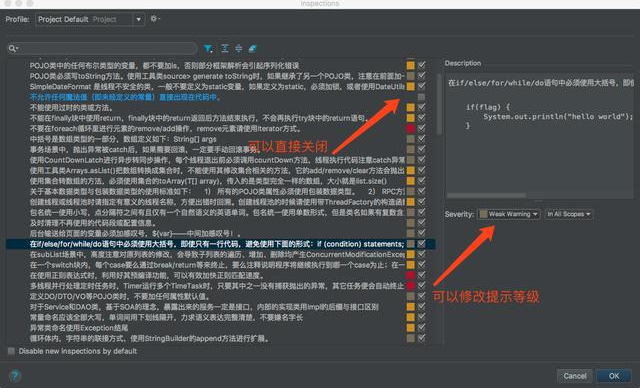 Inspections
Profile: Project Default Project
POJO类中的任何布尔类型的变量,都不要加is,否则部分框架解析会引起序列化错误
POJO类必须写toString方法。使用工具类source> generate toString时,如果继承了另一个POJO类,注意在前面加一
SimpleDateFormat 是线程不安全的类,一般不要定义为static变量,如果定义为static,必须加锁,或者使用DateUtils
不允许任何魔法值(即未经定义的常量)直接出现在代码中。
不能使用过时的类或方法。
不能在finally块中使用return,finally块中的return返回后方法结束执行,不会再执行try块中的return语句。
不要在foreach循环里进行元素的remove/add操作,remove元素请使用Iterator方式。
中括号是数组类型的一部分,数组定义如下:String[] args
事务场景中,抛出异常被catch后,如果需要回滚,一定要手动回滚事务。
使用CountDownLatch进行异步转同步操作,每个线程退出前必须调用countDown方法,线程执行代码注意catch异常
使用工具类Arrays.asList()把数组转换成集合时,不能使用其修改集合相关的方法,它的add/remove/clear方法会抛出
使用集合转数组的方法,必须使用集合的toArray(T[] array),传入的是类型完全一样的数组,大小就是list.size()
关于基本数据类型与包装数据类型的使用标准如下: 1) 所有的POJO类属性必须使用包装数据类型。 2) RPC方
创建线程或线程池时请指定有意义的线程名称,方便出错时回溯。创建线程池的时候请使用带ThreadFactory的构造函
包名统一使用小写,点分隔符之间有且仅有一个自然语义的英语单词。包名统一使用单数形式,但是类名如果有复数含
及时清理不再使用的代码段或配置信息。
后台输送给页面的变量必须加感叹号,${var}——中间加感叹号!。
在if/else/for/while/do语句中必须使用大括号,即使只有一行代码,避免使用下面的形式:if (condition) statements;
在subList场景中,高度注意对原列表的修改,会导致子列表的遍历、增加、删除均产生ConcurrentModificationExcep
在一个switch块内,每个case要么通过break/return等来终止,要么注释说明程序将继续执行到哪一个case为止;在一
在使用正则表达式时,利用好其预编译功能,可以有效加快正则匹配速度。
多线程并行处理定时任务时,Timer运行多个TimeTask时,只要其中之一没有捕获抛出的异常,其它任务便会自动终止
定义DO/DTO/VO等POJO类时,不要加任何属性默认值。
对于Service和DAO类,基于SOA的理念,暴露出来的服务一定是接口,内部的实现类用Impl的后缀与接口区别
常量命名应该全部大写,单词间用下划线隔开,力求语义表达完整清楚,不要嫌名字长
异常类命名使用Exception结尾
循环体内,字符串的联接方式,使用StringBuilder的append方法进行扩展。
Disable new inspections by default
可以直接关闭
Description
在if/else/for/while/do语句中必须使用大括号,即使
if(flag) {
System.out.println("hello world");
}
Severity: Weak Warning In All Scopes
可以修改提示等级
Cancel
OK